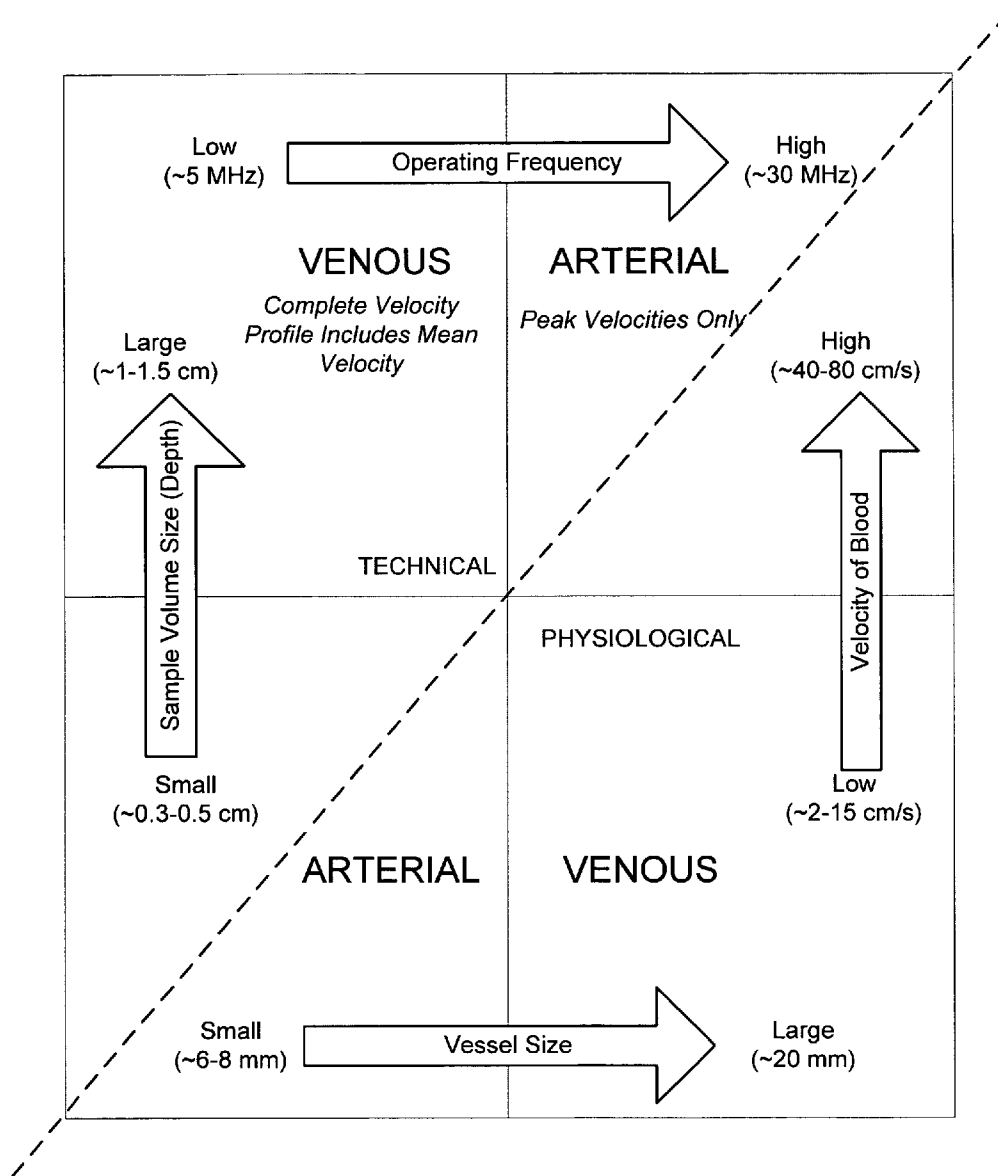 Low
(~5 MHz)
Operating Frequency
High
(~30 MHz)
VENOUS
Complete Velocity
Profile Includes Mean
Velocity
ARTERIAL
Peak Velocities Only
Large
(~1-1.5 cm)
High
(~40-80 cm/s)
Sample Volume Size (Depth)
Velocity of Blood
TECHNICAL
PHYSIOLOGICAL
Small
(~0.3-0.5 cm)
Low
(~2-15 cm/s)
ARTERIAL
VENOUS
Small
(~6-8 mm)
Vessel Size
Large
(~20 mm)